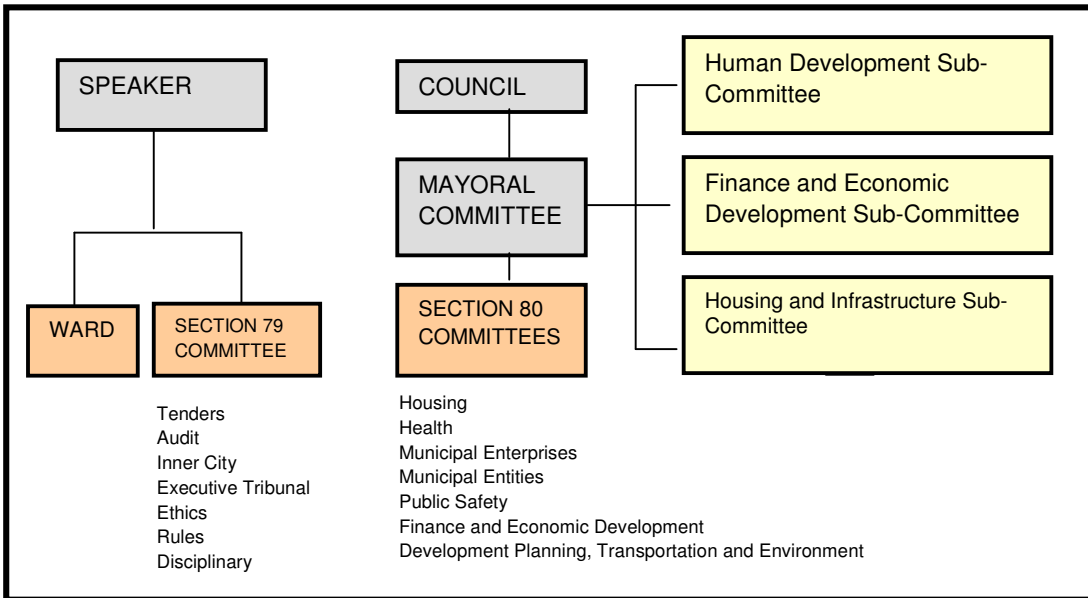 SPEAKER
WARD
SECTION 79
COMMITTEE
Tenders
Audit
Inner City
Executive Tribunal
Ethics
Rules
Disciplinary
COUNCIL
MAYORAL
COMMITTEE
SECTION 80
COMMITTEES
Housing
Health
Municipal Enterprises
Municipal Entities
Public Safety
Finance and Economic Development
Development Planning, Transportation and Environment
Human Development Sub-
Committee
Finance and Economic
Development Sub-Committee
Housing and Infrastructure Sub-
Committee